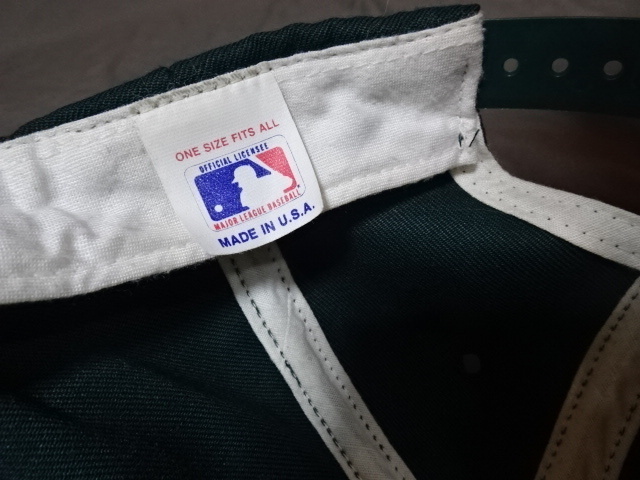 ONE SIZE FITS ALL
OFFICIAL LICENSEE
MAJOR LEAGUE BASEBALL
MADE IN U.S.A.